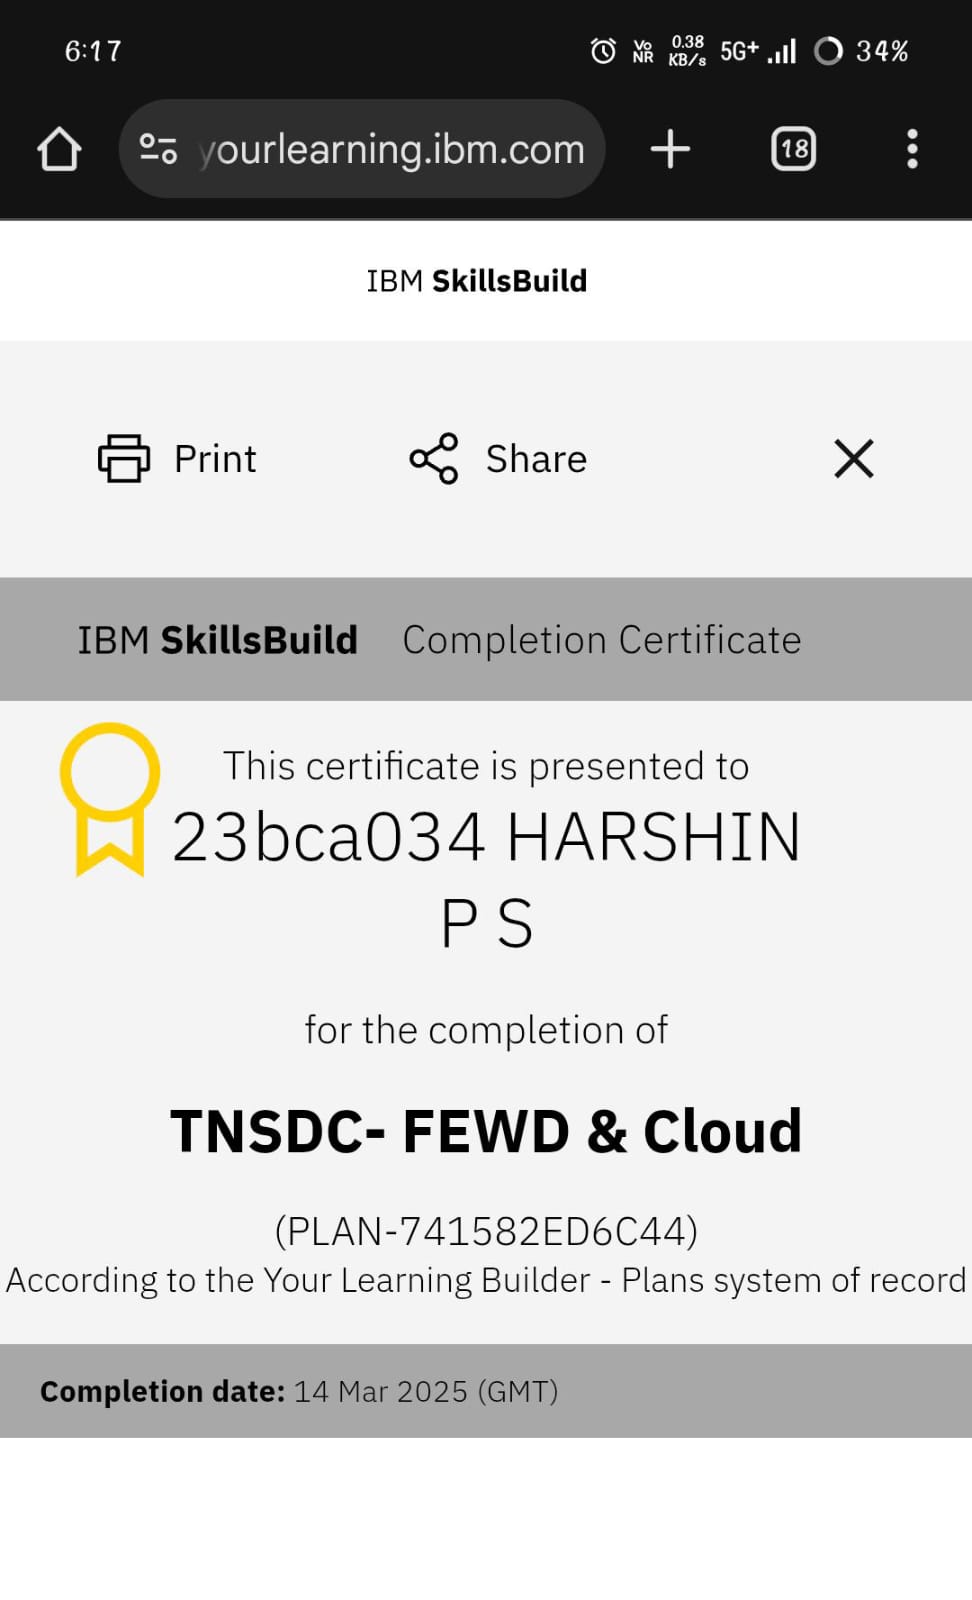 6:17
Vo NR 0.38 KB/s 5G+ 34%
yourlearning.ibm.com
18
IBM SkillsBuild
Print Share
IBM SkillsBuild Completion Certificate
This certificate is presented to
23bca034 HARSHIN
P S
for the completion of
TNSDC- FEWD & Cloud
(PLAN-741582ED6C44)
According to the Your Learning Builder - Plans system of record
Completion date: 14 Mar 2025 (GMT)